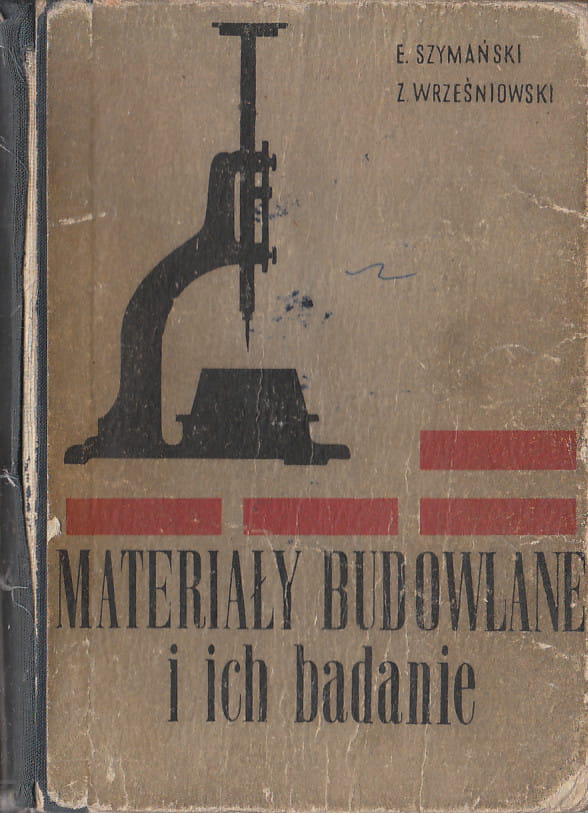 E. SZYMAŃSKI
Z. WRZEŚNIOWSKI
MATERIAŁY BUDOWLANE
i ich badanie